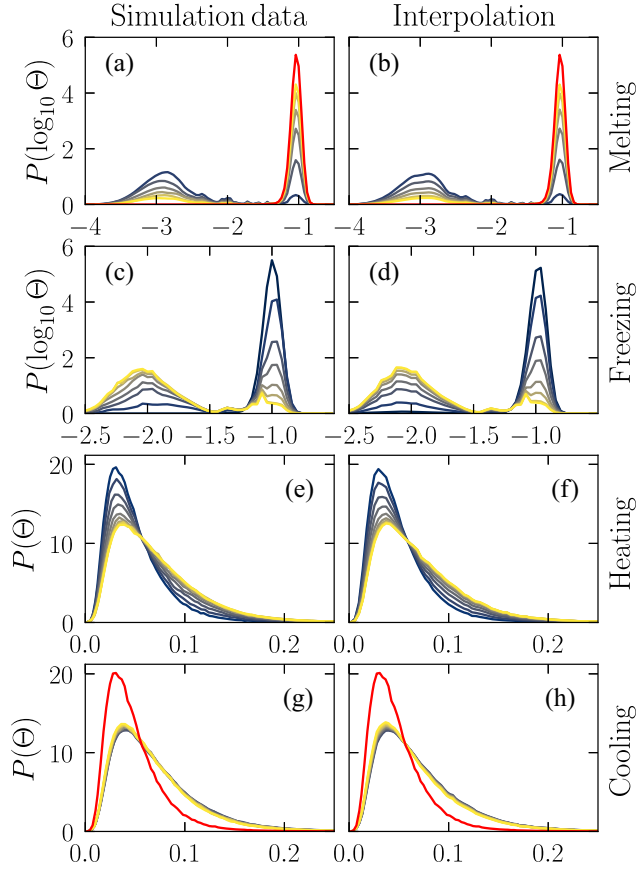 Simulation data Interpolation
6
4
2
0
P(log₁₀ Θ)
(a)
(b)
Melting
−4 −3 −2 −1 −4 −3 −2 −1
6
4
2
0
P(log₁₀ Θ)
(c)
(d)
Freezing
−2.5 −2.0 −1.5 −1.0 −2.5 −2.0 −1.5 −1.0
20
10
0
P(Θ)
(e)
(f)
Heating
0.0 0.1 0.2 0.0 0.1 0.2
20
10
0
P(Θ)
(g)
(h)
Cooling
0.0 0.1 0.2 0.0 0.1 0.2